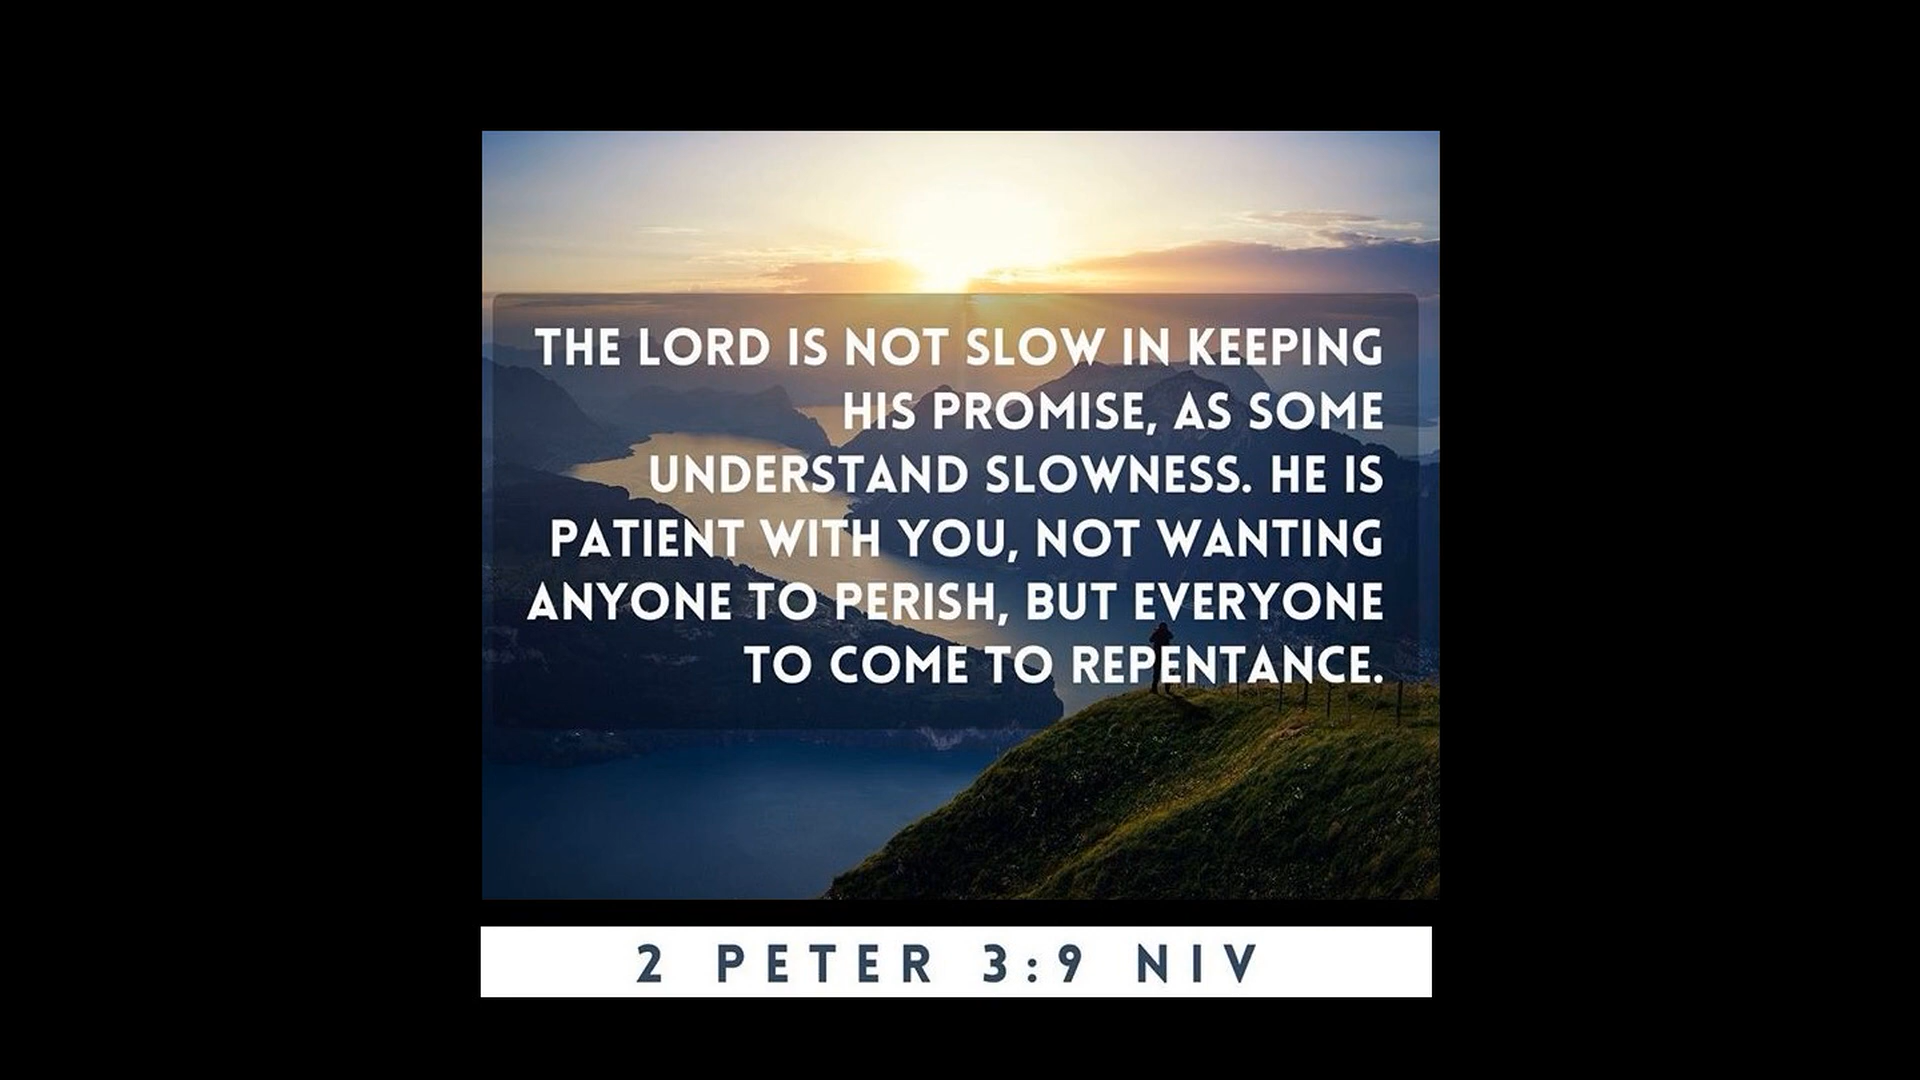 THE LORD IS NOT SLOW IN KEEPING
HIS PROMISE, AS SOME
UNDERSTAND SLOWNESS. HE IS
PATIENT WITH YOU, NOT WANTING
ANYONE TO PERISH, BUT EVERYONE
TO COME TO REPENTANCE.
2 PETER 3:9 NIV